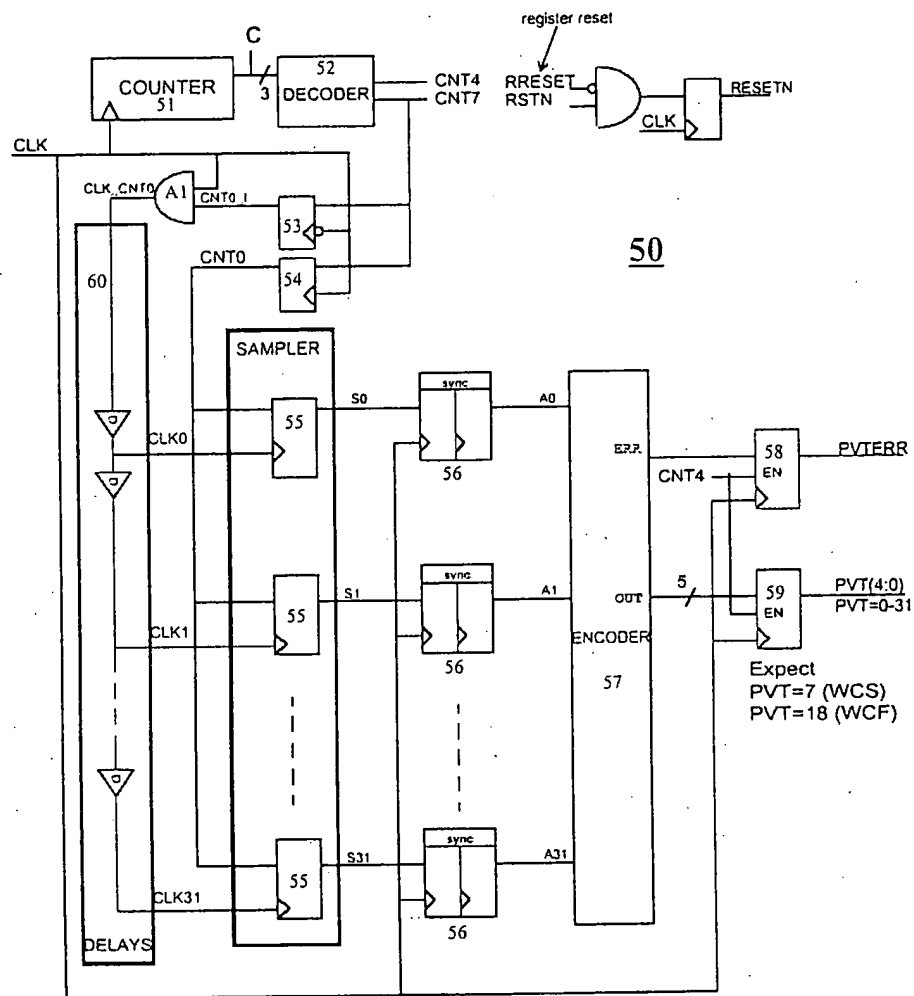 register reset
C
COUNTER
51
3
52
DECODER
CNT4
CNT7
RRESET
RSTN
CLK
RESETN
CLK
CLK_CNT0
A1
CNT0_I
53
CNT0
54
60
50
SAMPLER
55
S0
sync
A0
56
D
CLK0
D
ERR
58
EN
PVTERR
CNT4
55
S1
sync
A1
56
CLK1
OUT
5
59
EN
PVT(4:0)
PVT=0-31
ENCODER
57
Expect
PVT=7 (WCS)
PVT=18 (WCF)
D
55
S31
sync
A31
56
CLK31
DELAYS